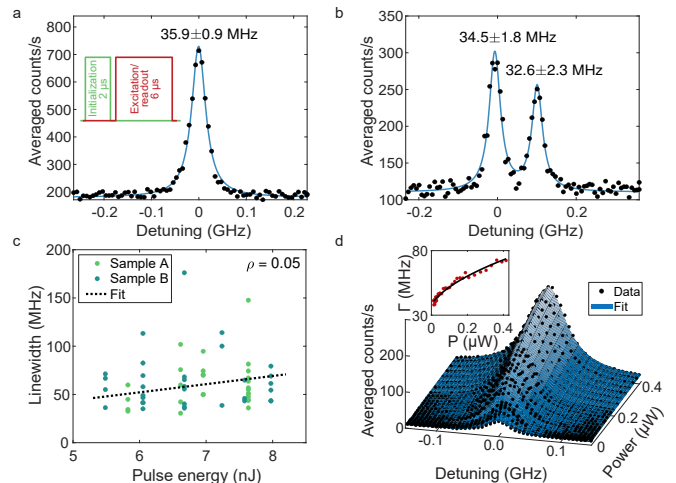 a
35.9±0.9 MHz
Averaged counts/s
800
700
600
500
400
300
200
Initialization
2 µs
Excitation/
readout
6 µs
-0.2
-0.1
0
0.1
0.2
Detuning (GHz)
b
34.5±1.8 MHz
32.6±2.3 MHz
Averaged counts/s
350
300
250
200
150
100
-0.2
0
0.2
Detuning (GHz)
c
Linewidth (MHz)
200
150
100
50
0
Sample A
Sample B
Fit
ρ = 0.05
5
6
7
8
9
Pulse energy (nJ)
d
Γ (MHz)
80
30
0
0.2
0.4
P (µW)
Data
Fit
Averaged counts/s
200
100
0
-0.1
0
0.1
Detuning (GHz)
0
0.2
0.4
Power (µW)